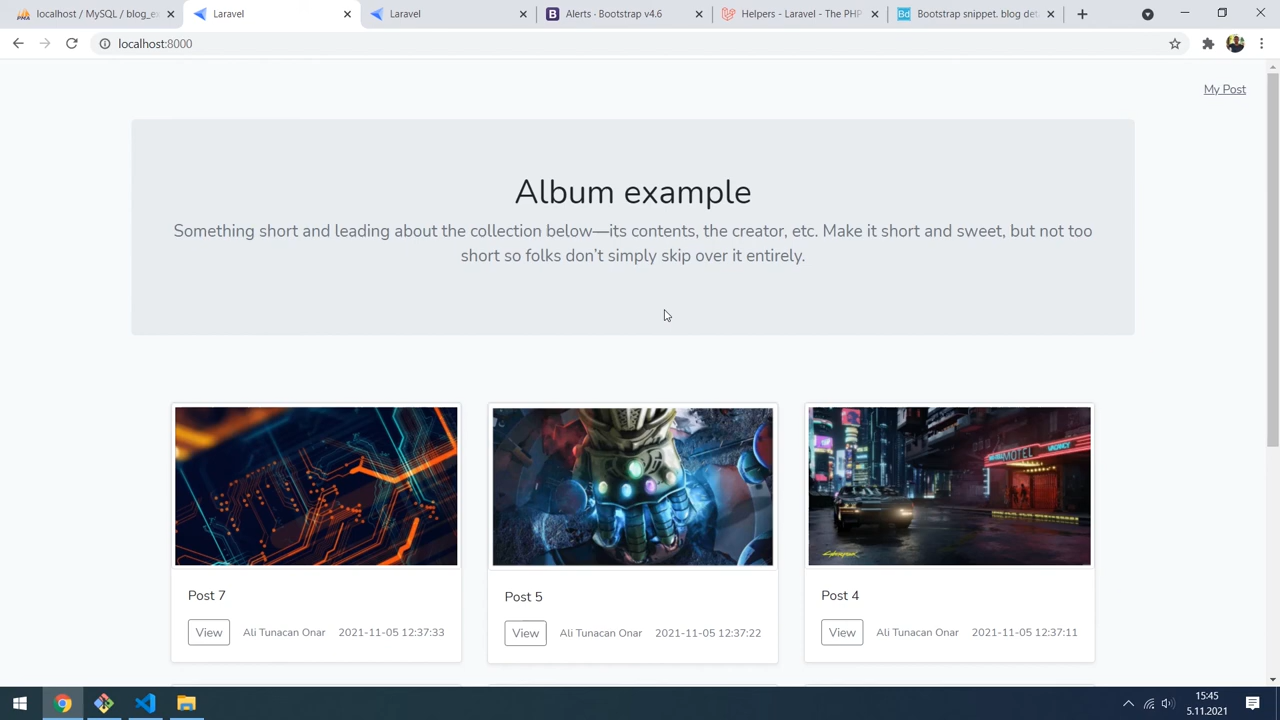 localhost / MySQL / blog_ex
Laravel
Laravel
Alerts · Bootstrap v4.6
Helpers - Laravel - The PHP
Bootstrap snippet. blog det
localhost:8000
My Post
Album example
Something short and leading about the collection below—its contents, the creator, etc. Make it short and sweet, but not too
short so folks don't simply skip over it entirely.
MOTEL
VACANCY
Post 7
Post 5
Post 4
View Ali Tunacan Onar 2021-11-05 12:37:33
View Ali Tunacan Onar 2021-11-05 12:37:22
View Ali Tunacan Onar 2021-11-05 12:37:11
15:45
5.11.2021